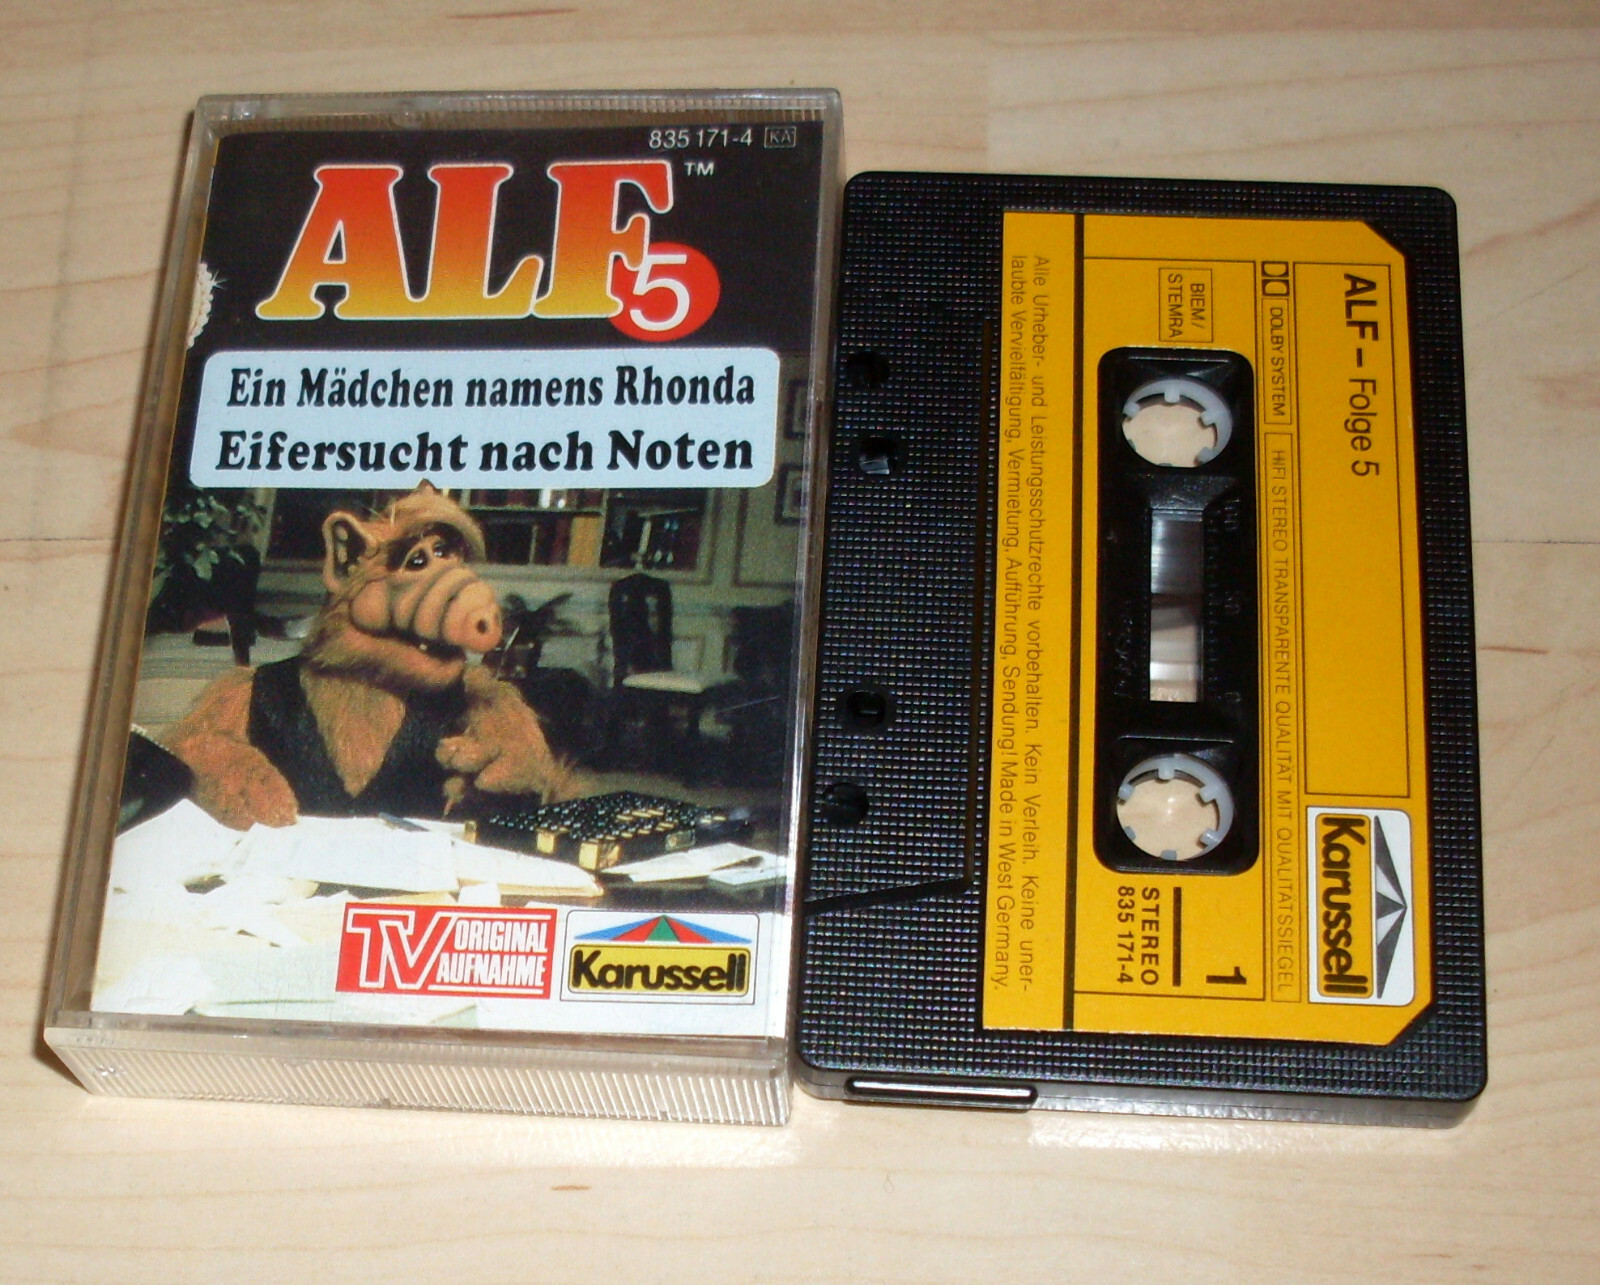 835 171-4 KA
ALF™
5
Ein Mädchen namens Rhonda
Eifersucht nach Noten
TV ORIGINAL
AUFNAHME
Karussell
ALF – Folge 5
Karussell
DOLBY SYSTEM
HIFI STEREO TRANSPARENTE QUALITÄT MIT QUALITÄTSSIEGEL
BIEM/
STEMRA
1
STEREO
835 171-4
Alle Urheber- und Leistungsschutzrechte vorbehalten. Kein Verleih. Keine uner-
laubte Vervielfältigung, Vermietung, Aufführung, Sendung! Made in West Germany.